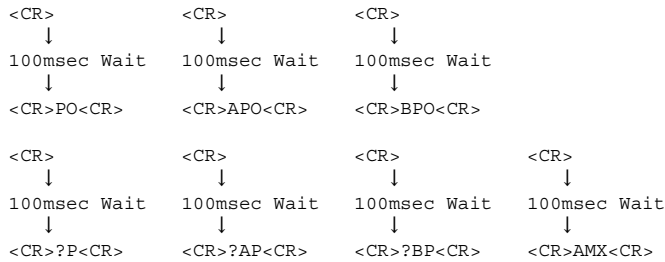 <CR> <CR> <CR>
↓ ↓ ↓
100msec Wait 100msec Wait 100msec Wait
↓ ↓ ↓
<CR>PO<CR> <CR>APO<CR> <CR>BPO<CR>
<CR> <CR> <CR> <CR>
↓ ↓ ↓ ↓
100msec Wait 100msec Wait 100msec Wait 100msec Wait
↓ ↓ ↓ ↓
<CR>?P<CR> <CR>?AP<CR> <CR>?BP<CR> <CR>AMX<CR>